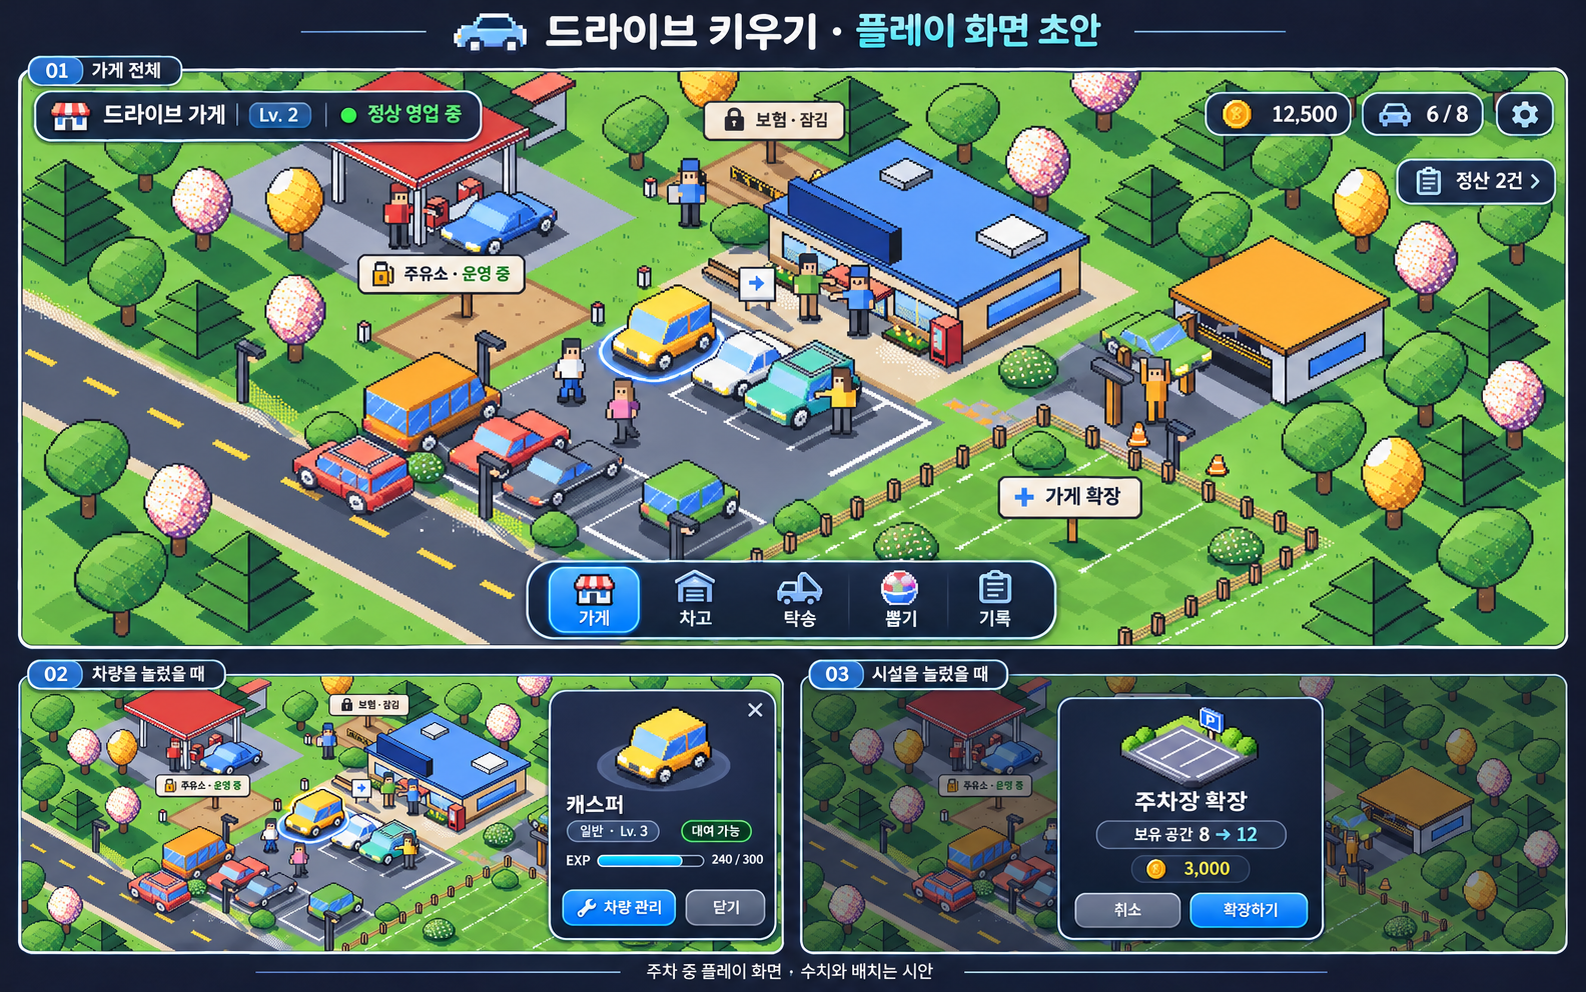 드라이브 키우기 · 플레이 화면 초안
01 가게 전체
드라이브 가게 Lv. 2 정상 영업 중
보험 · 잠김
12,500
6 / 8
정산 2건 >
주유소 · 운영 중
+ 가게 확장
가게
차고
탁송
뽑기
기록
02 차량을 눌렀을 때
보험 · 잠김
주유소 · 운영 중
캐스퍼
일반 · Lv. 3
대여 가능
EXP 240 / 300
차량 관리
닫기
03 시설을 눌렀을 때
주유소 · 운영 중
P
주차장 확장
보유 공간 8 → 12
3,000
취소
확장하기
주차 중 플레이 화면 · 수치와 배치는 시안